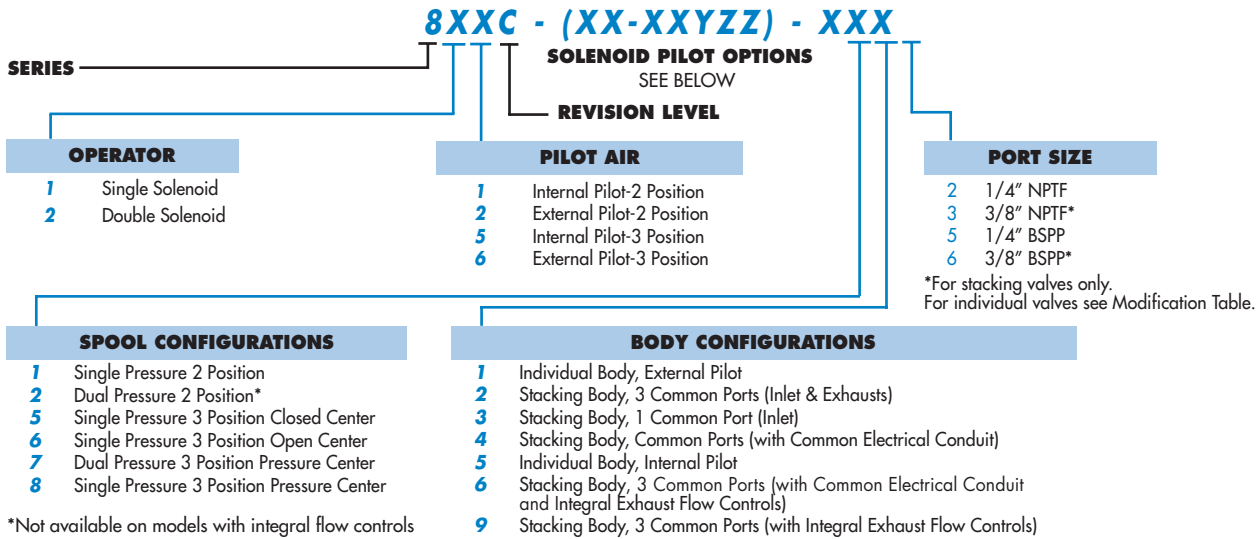 8XXC - (XX-XXYZZ) - XXX
SERIES
SOLENOID PILOT OPTIONS
SEE BELOW
REVISION LEVEL
OPERATOR
1 Single Solenoid
2 Double Solenoid
PILOT AIR
1 Internal Pilot-2 Position
2 External Pilot-2 Position
5 Internal Pilot-3 Position
6 External Pilot-3 Position
PORT SIZE
2 1/4" NPTF
3 3/8" NPTF*
5 1/4" BSPP
6 3/8" BSPP*
*For stacking valves only.
For individual valves see Modification Table.
SPOOL CONFIGURATIONS
1 Single Pressure 2 Position
2 Dual Pressure 2 Position*
5 Single Pressure 3 Position Closed Center
6 Single Pressure 3 Position Open Center
7 Dual Pressure 3 Position Pressure Center
8 Single Pressure 3 Position Pressure Center
*Not available on models with integral flow controls
BODY CONFIGURATIONS
1 Individual Body, External Pilot
2 Stacking Body, 3 Common Ports (Inlet & Exhausts)
3 Stacking Body, 1 Common Port (Inlet)
4 Stacking Body, Common Ports (with Common Electrical Conduit)
5 Individual Body, Internal Pilot
6 Stacking Body, 3 Common Ports (with Common Electrical Conduit
and Integral Exhaust Flow Controls)
9 Stacking Body, 3 Common Ports (with Integral Exhaust Flow Controls)